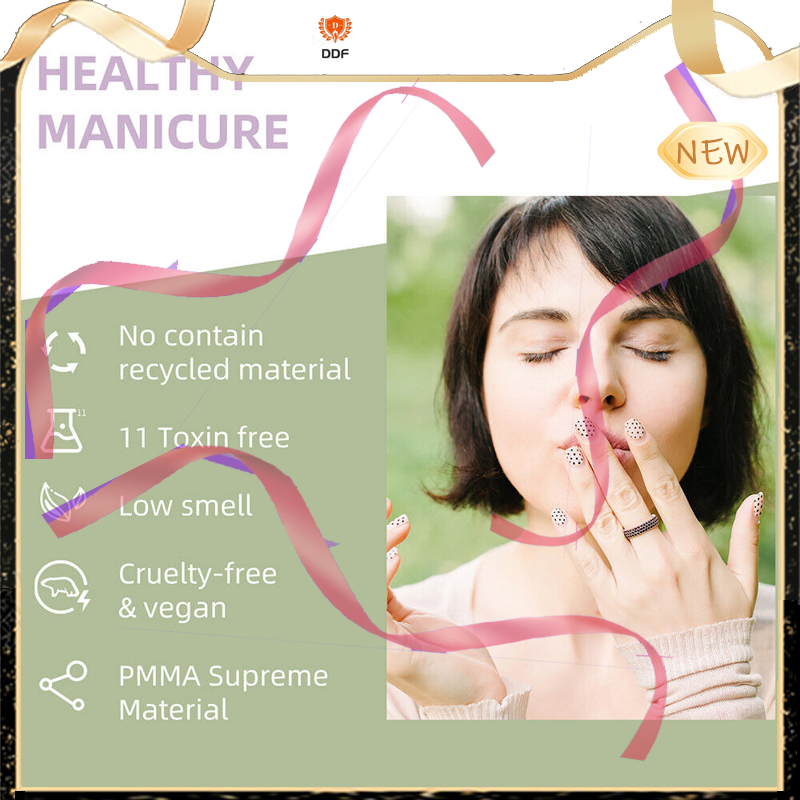 D
DDF
HEALTHY
MANICURE
NEW
No contain
recycled material
11
11 Toxin free
Low smell
Cruelty-free
& vegan
PMMA Supreme
Material